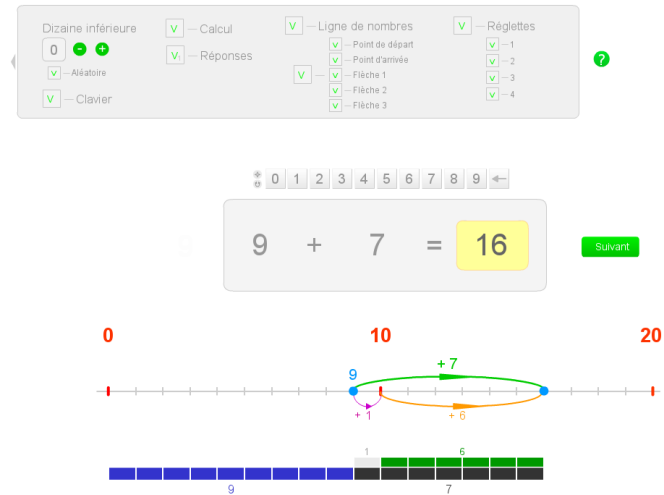 Dizaine inférieure
0 - +
V — Aléatoire
V — Clavier
V — Calcul
V1 — Réponses
V — Ligne de nombres
V — Point de départ
V — Point d'arrivée
V — V — Flèche 1
V — Flèche 2
V — Flèche 3
V — Réglettes
V — 1
V — 2
V — 3
V — 4
?
0 1 2 3 4 5 6 7 8 9 ←
9 + 7 = 16
Suivant
0 10 20
+ 7
9
+ 1 + 6
1 6
9 7